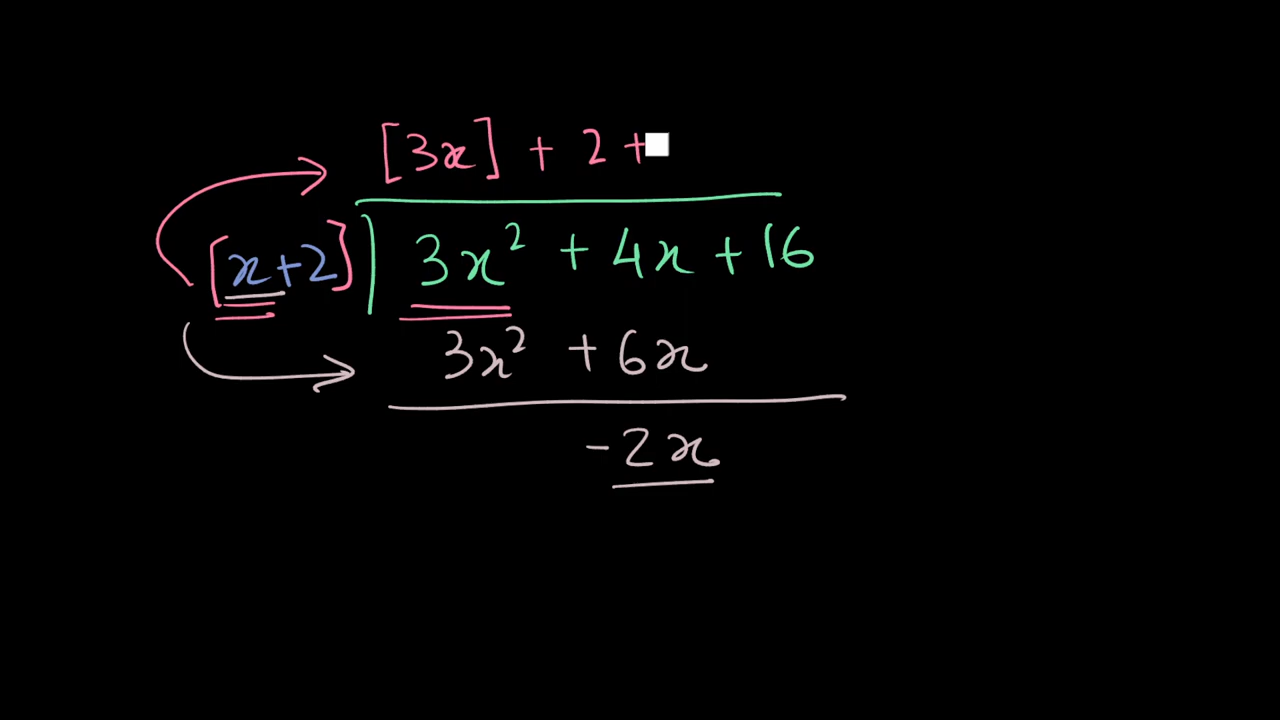 [3x] + 2 +
[x+2] 3x² + 4x + 16
3x² + 6x
-2x